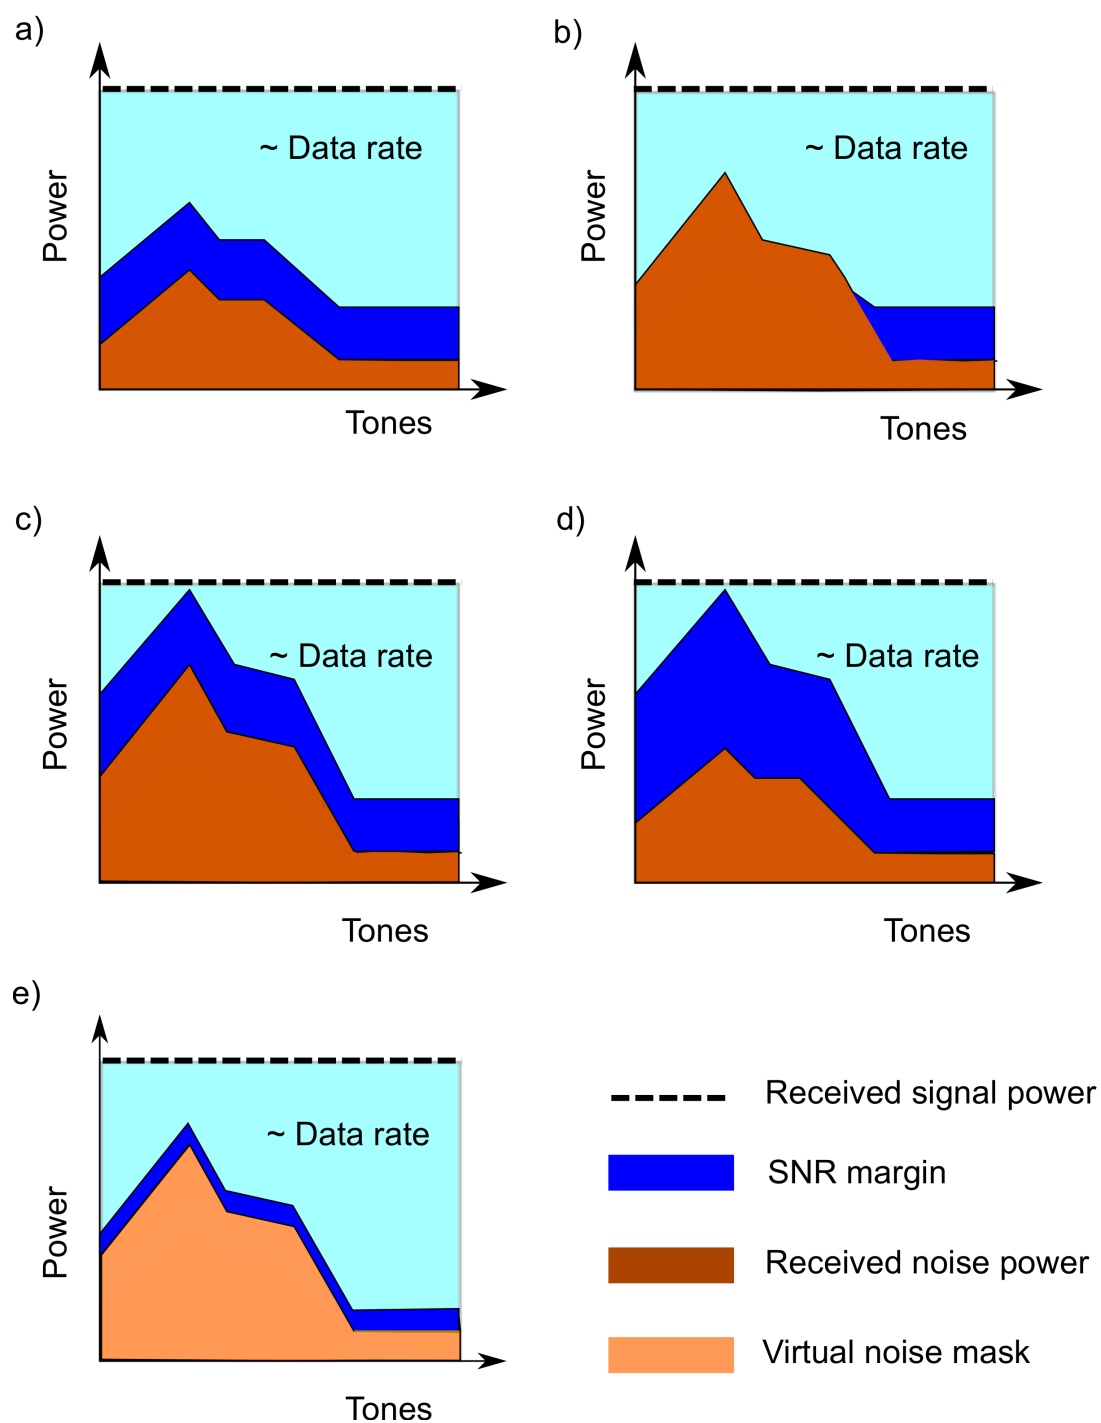 a)
~ Data rate
Power
Tones
b)
~ Data rate
Power
Tones
c)
~ Data rate
Power
Tones
d)
~ Data rate
Power
Tones
e)
~ Data rate
Power
Tones
Received signal power
SNR margin
Received noise power
Virtual noise mask